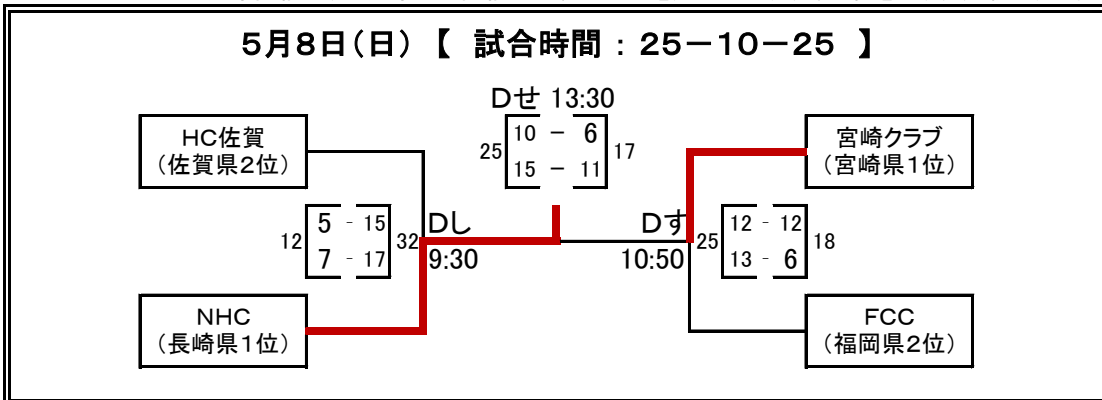 5月8日(日)【 試合時間 : 25-10-25 】
Dせ 13:30
HC佐賀
(佐賀県2位)
25 10 - 6 17
15 - 11
宮崎クラブ
(宮崎県1位)
12 5 - 15 32
7 - 17
Dし
9:30
Dす
10:50
25 12 - 12 18
13 - 6
NHC
(長崎県1位)
FCC
(福岡県2位)